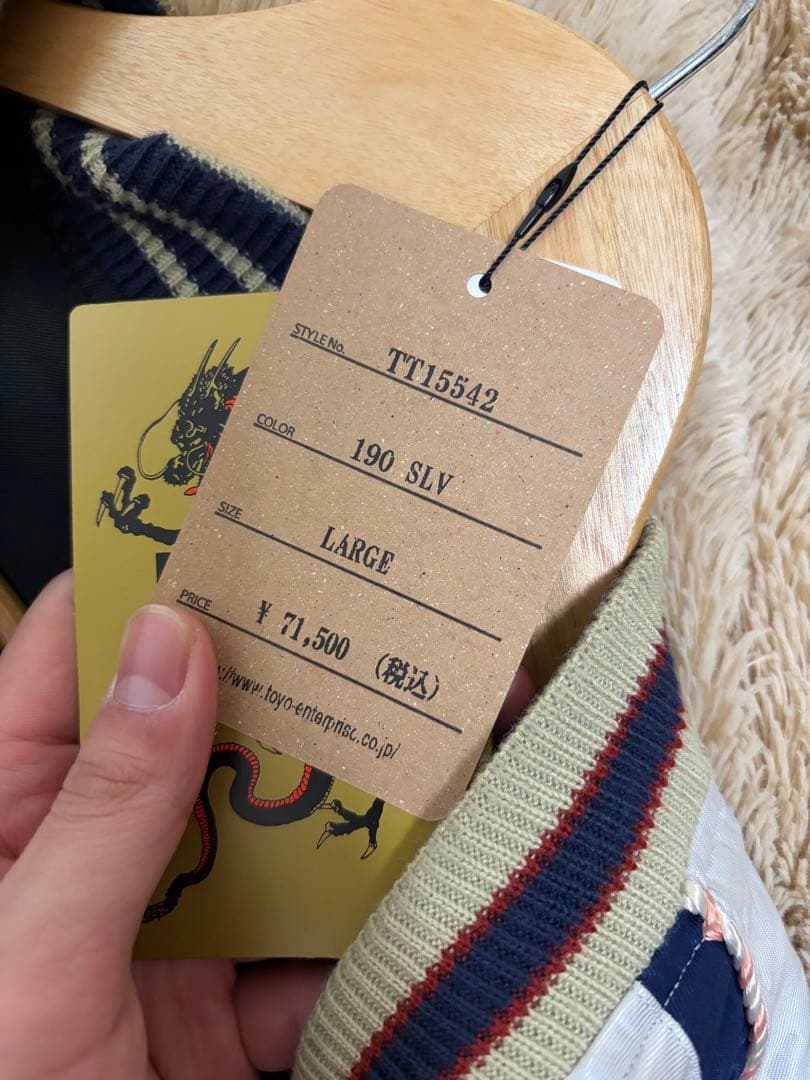 STYLE No. TT15542
COLOR 190 SLV
SIZE LARGE
PRICE ¥ 71,500 (税込)
://www.toyo-enterprise.co.jp/